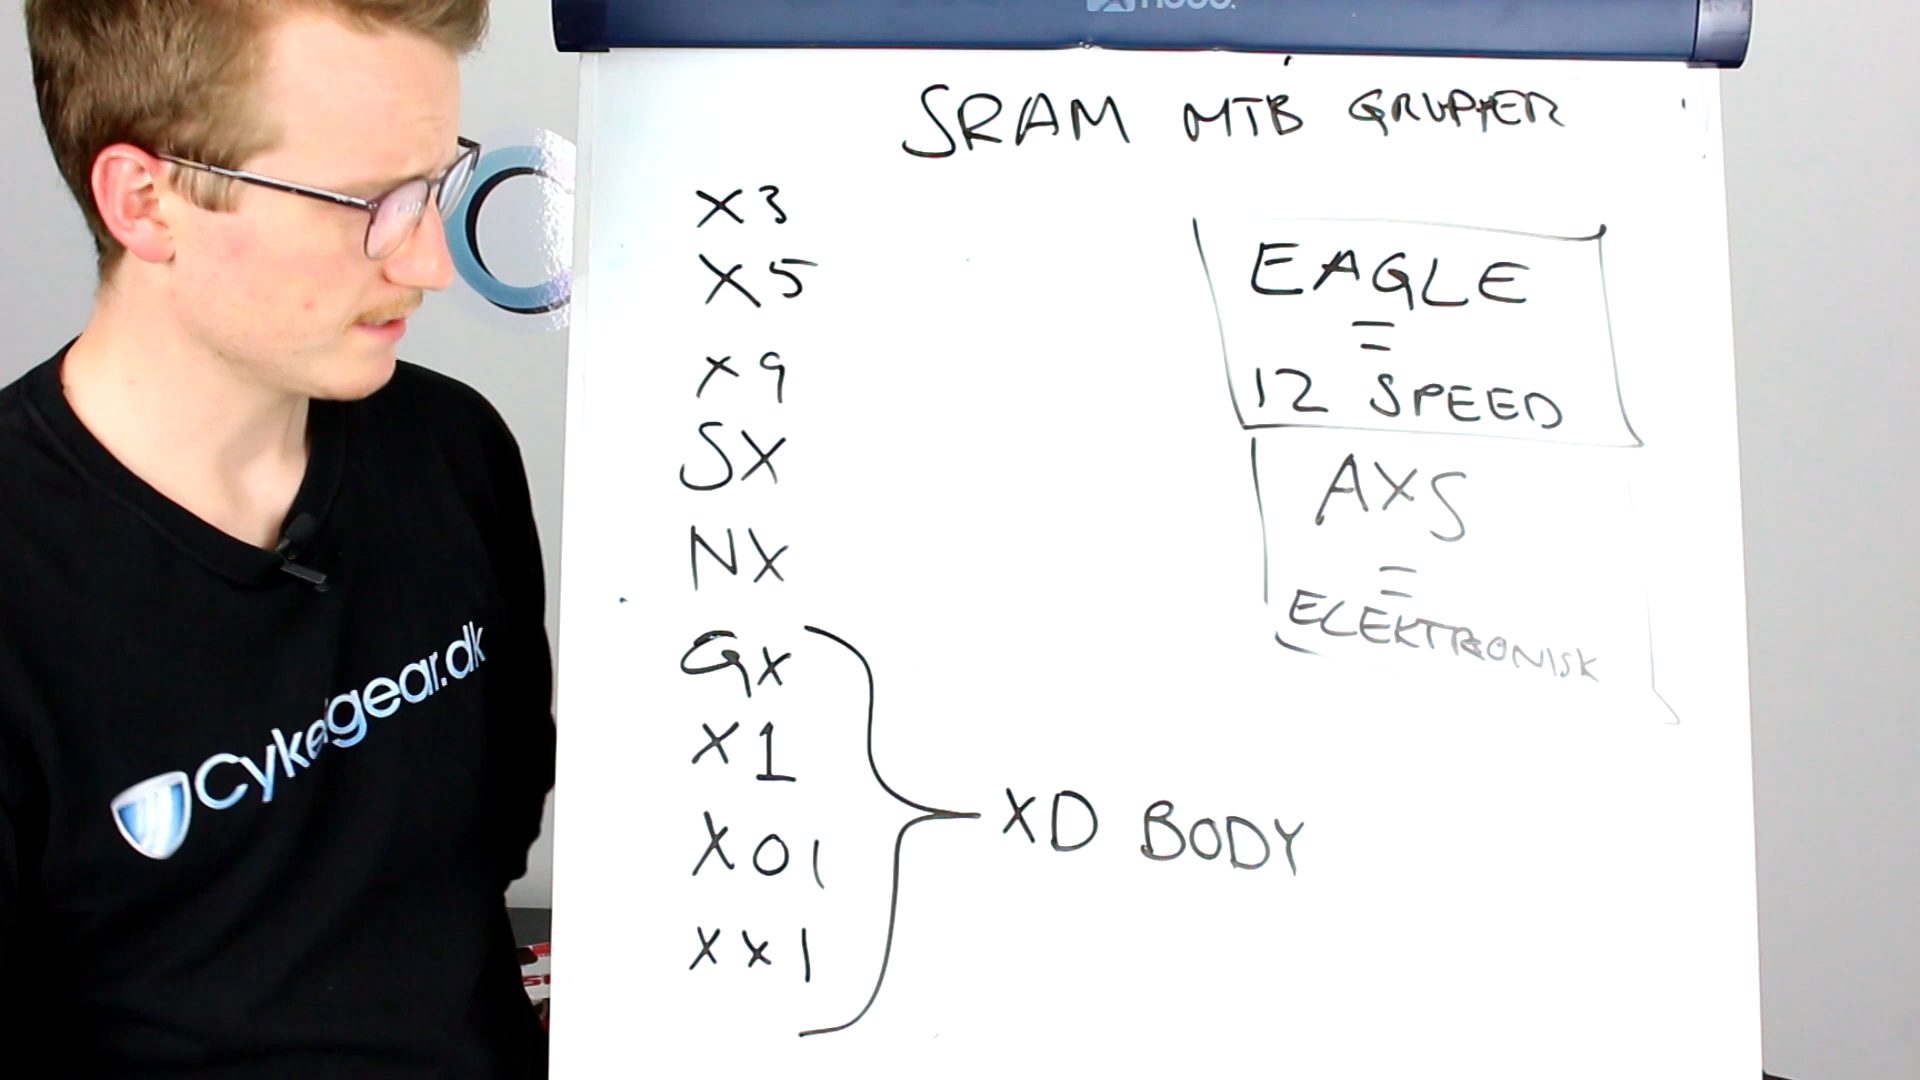 SRAM MTB GRUPPER
X3
X5
X9
SX
NX
GX
X1
X01
XX1
XD BODY
EAGLE
=
12 SPEED
AXS
=
ELEKTRONISK
Cykelgear.dk